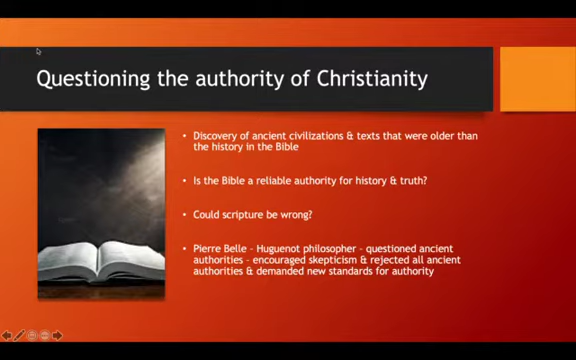 Questioning the authority of Christianity
• Discovery of ancient civilizations & texts that were older than
the history in the Bible
• Is the Bible a reliable authority for history & truth?
• Could scripture be wrong?
• Pierre Belle – Huguenot philosopher – questioned ancient
authorities – encouraged skepticism & rejected all ancient
authorities & demanded new standards for authority